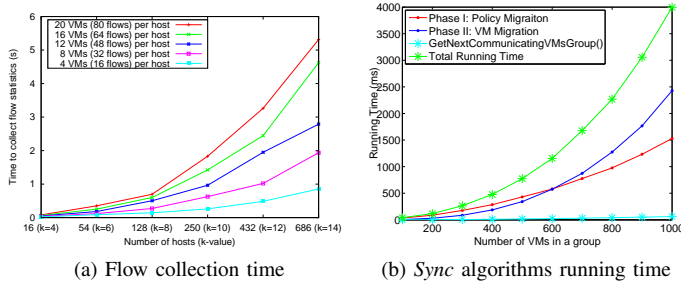 Time to collect flow statistics (s)
6
5
4
3
2
1
0
20 VMs (80 flows) per host
16 VMs (64 flows) per host
12 VMs (48 flows) per host
8 VMs (32 flows) per host
4 VMs (16 flows) per host
16 (k=4) 54 (k=6) 128 (k=8) 250 (k=10) 432 (k=12) 686 (k=14)
Number of hosts (k-value)
(a) Flow collection time
Running Time (ms)
4000
3500
3000
2500
2000
1500
1000
500
0
Phase I: Policy Migraiton
Phase II: VM Migration
GetNextCommunicatingVMsGroup()
Total Running Time
200 400 600 800 1000
Number of VMs in a group
(b) Sync algorithms running time